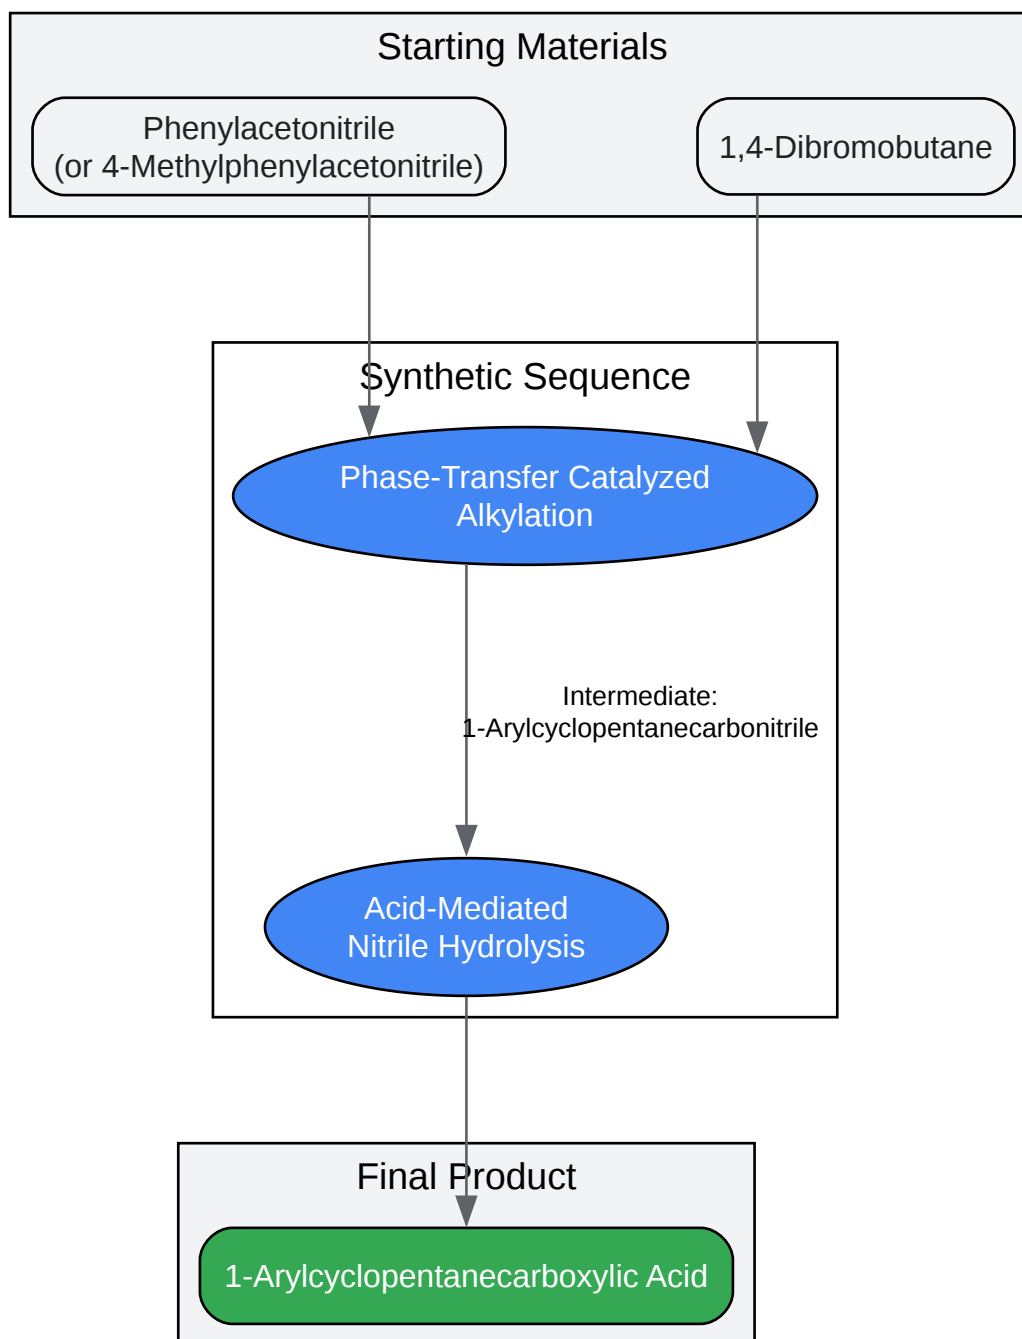 Starting Materials
Phenylacetonitrile
(or 4-Methylphenylacetonitrile)
1,4-Dibromobutane
Synthetic Sequence
Phase-Transfer Catalyzed
Alkylation
Intermediate:
1-Arylcyclopentanecarbonitrile
Acid-Mediated
Nitrile Hydrolysis
Final Product
1-Arylcyclopentanecarboxylic Acid